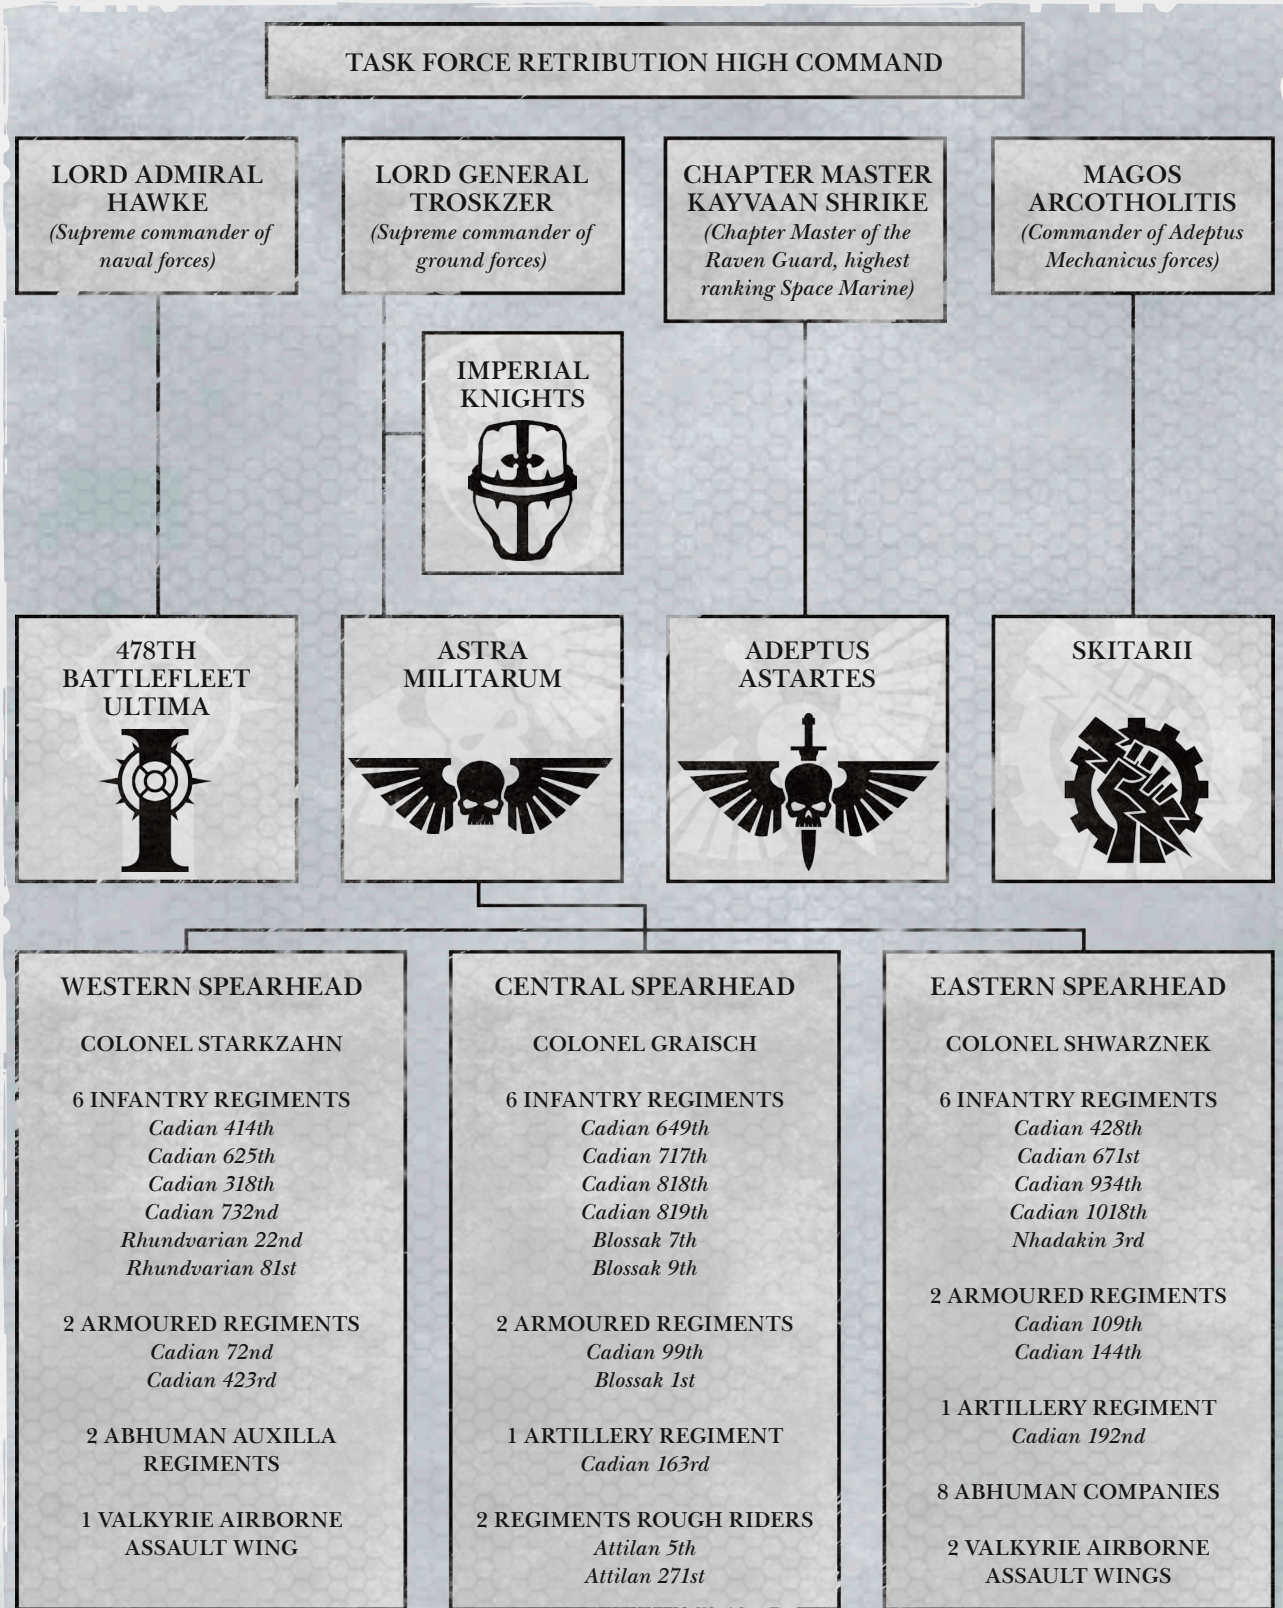 TASK FORCE RETRIBUTION HIGH COMMAND
LORD ADMIRAL
HAWKE
(Supreme commander of
naval forces)
LORD GENERAL
TROSKZER
(Supreme commander of
ground forces)
CHAPTER MASTER
KAYVAAN SHRIKE
(Chapter Master of the
Raven Guard, highest
ranking Space Marine)
MAGOS
ARCOTHOLITIS
(Commander of Adeptus
Mechanicus forces)
IMPERIAL
KNIGHTS
478TH
BATTLEFLEET
ULTIMA
ASTRA
MILITARUM
ADEPTUS
ASTARTES
SKITARII
WESTERN SPEARHEAD
COLONEL STARKZAHN
6 INFANTRY REGIMENTS
Cadian 414th
Cadian 625th
Cadian 318th
Cadian 732nd
Rhundvarian 22nd
Rhundvarian 81st
2 ARMOURED REGIMENTS
Cadian 72nd
Cadian 423rd
2 ABHUMAN AUXILLA
REGIMENTS
1 VALKYRIE AIRBORNE
ASSAULT WING
CENTRAL SPEARHEAD
COLONEL GRAISCH
6 INFANTRY REGIMENTS
Cadian 649th
Cadian 717th
Cadian 818th
Cadian 819th
Blossak 7th
Blossak 9th
2 ARMOURED REGIMENTS
Cadian 99th
Blossak 1st
1 ARTILLERY REGIMENT
Cadian 163rd
2 REGIMENTS ROUGH RIDERS
Attilan 5th
Attilan 271st
EASTERN SPEARHEAD
COLONEL SHWARZNEK
6 INFANTRY REGIMENTS
Cadian 428th
Cadian 671st
Cadian 934th
Cadian 1018th
Nhadakin 3rd
2 ARMOURED REGIMENTS
Cadian 109th
Cadian 144th
1 ARTILLERY REGIMENT
Cadian 192nd
8 ABHUMAN COMPANIES
2 VALKYRIE AIRBORNE
ASSAULT WINGS